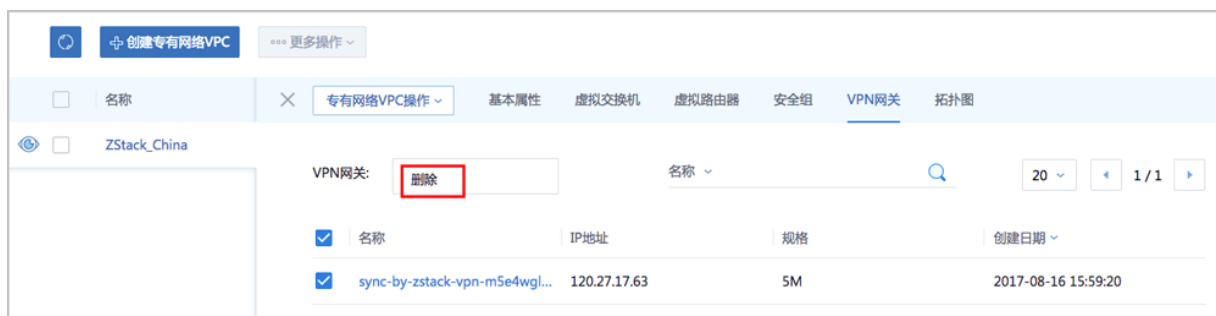 创建专有网络VPC 更多操作
名称 专有网络VPC操作 基本属性 虚拟交换机 虚拟路由器 安全组 VPN网关 拓扑图
ZStack_China
VPN网关: 删除 名称 20 1 / 1
名称 IP地址 规格 创建日期
sync-by-zstack-vpn-m5e4wgl... 120.27.17.63 5M 2017-08-16 15:59:20